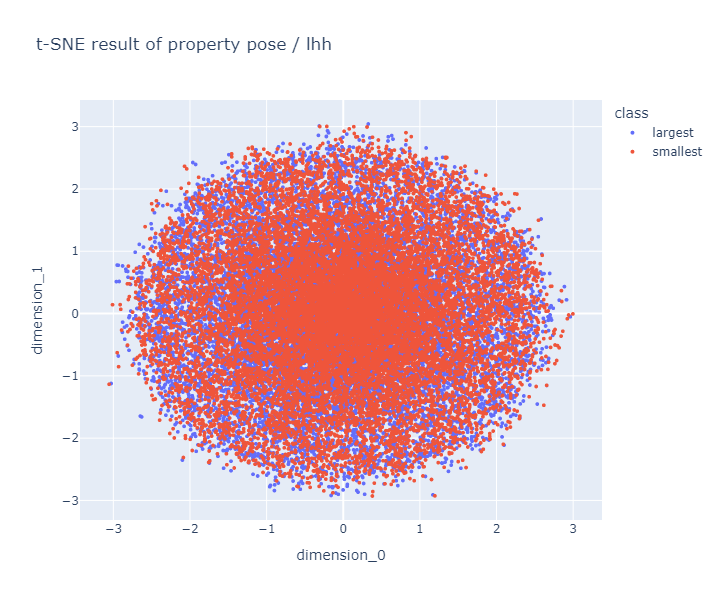 t-SNE result of property pose / lhh
class
largest
smallest
3
2
1
0
−1
−2
−3
dimension_1
−3
−2
−1
0
1
2
3
dimension_0